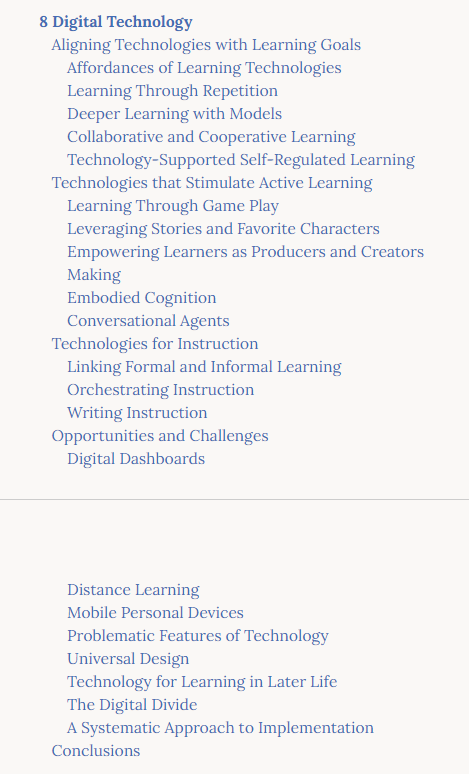 8 Digital Technology
Aligning Technologies with Learning Goals
Affordances of Learning Technologies
Learning Through Repetition
Deeper Learning with Models
Collaborative and Cooperative Learning
Technology-Supported Self-Regulated Learning
Technologies that Stimulate Active Learning
Learning Through Game Play
Leveraging Stories and Favorite Characters
Empowering Learners as Producers and Creators
Making
Embodied Cognition
Conversational Agents
Technologies for Instruction
Linking Formal and Informal Learning
Orchestrating Instruction
Writing Instruction
Opportunities and Challenges
Digital Dashboards
Distance Learning
Mobile Personal Devices
Problematic Features of Technology
Universal Design
Technology for Learning in Later Life
The Digital Divide
A Systematic Approach to Implementation
Conclusions